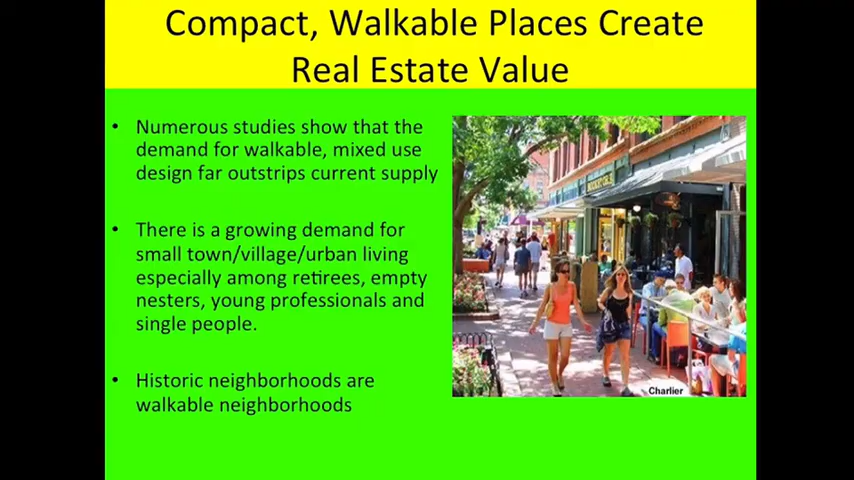 Compact, Walkable Places Create
Real Estate Value
• Numerous studies show that the
demand for walkable, mixed use
design far outstrips current supply
• There is a growing demand for
small town/village/urban living
especially among retirees, empty
nesters, young professionals and
single people.
• Historic neighborhoods are
walkable neighborhoods
Charlier